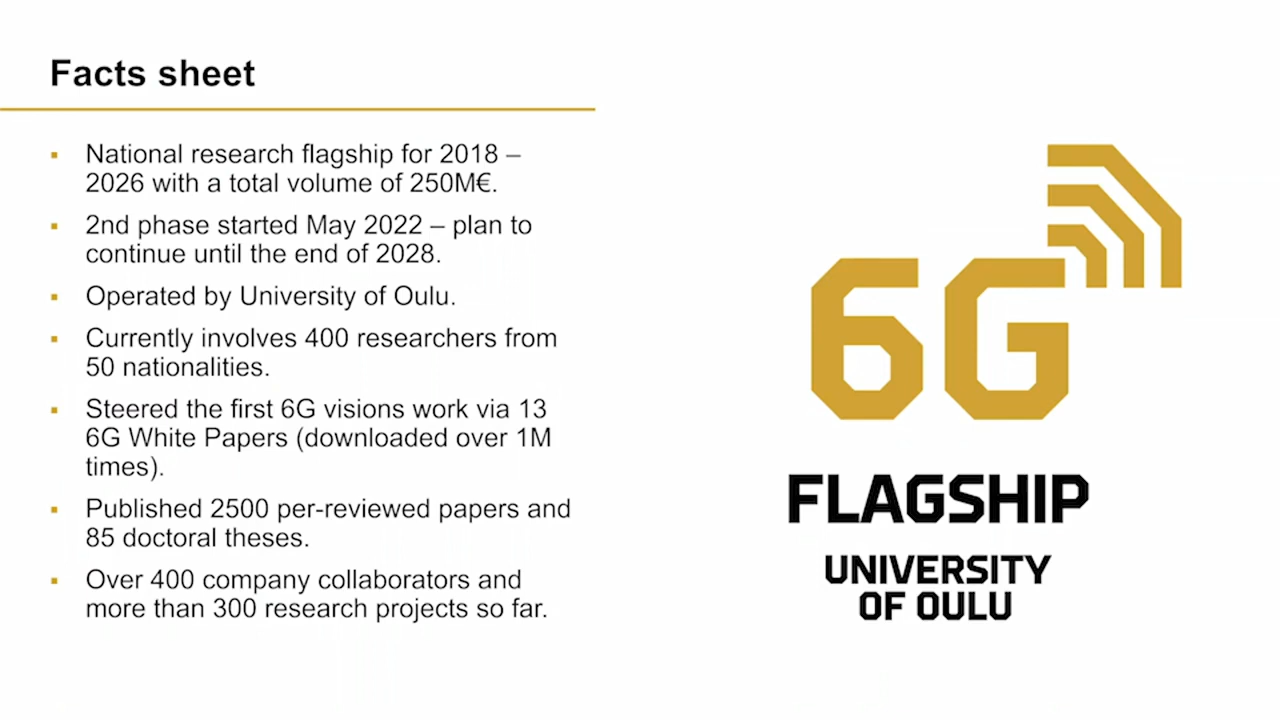 Facts sheet
▪ National research flagship for 2018 –
2026 with a total volume of 250M€.
▪ 2nd phase started May 2022 – plan to
continue until the end of 2028.
▪ Operated by University of Oulu.
▪ Currently involves 400 researchers from
50 nationalities.
▪ Steered the first 6G visions work via 13
6G White Papers (downloaded over 1M
times).
▪ Published 2500 per-reviewed papers and
85 doctoral theses.
▪ Over 400 company collaborators and
more than 300 research projects so far.
6G
FLAGSHIP
UNIVERSITY
OF OULU